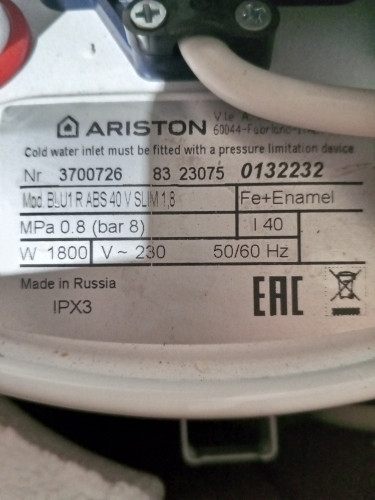 ARISTON
60044-Fabriano-
Cold water inlet must be fitted with a pressure limitation device
Nr 3700726 83 23075 0132232
Mod. BLU1 R ABS 40 V SLIM 1,8 Fe+Enamel
MPa 0.8 (bar 8) l 40
W 1800 V~ 230 50/60 Hz
Made in Russia
IPX3
EAC